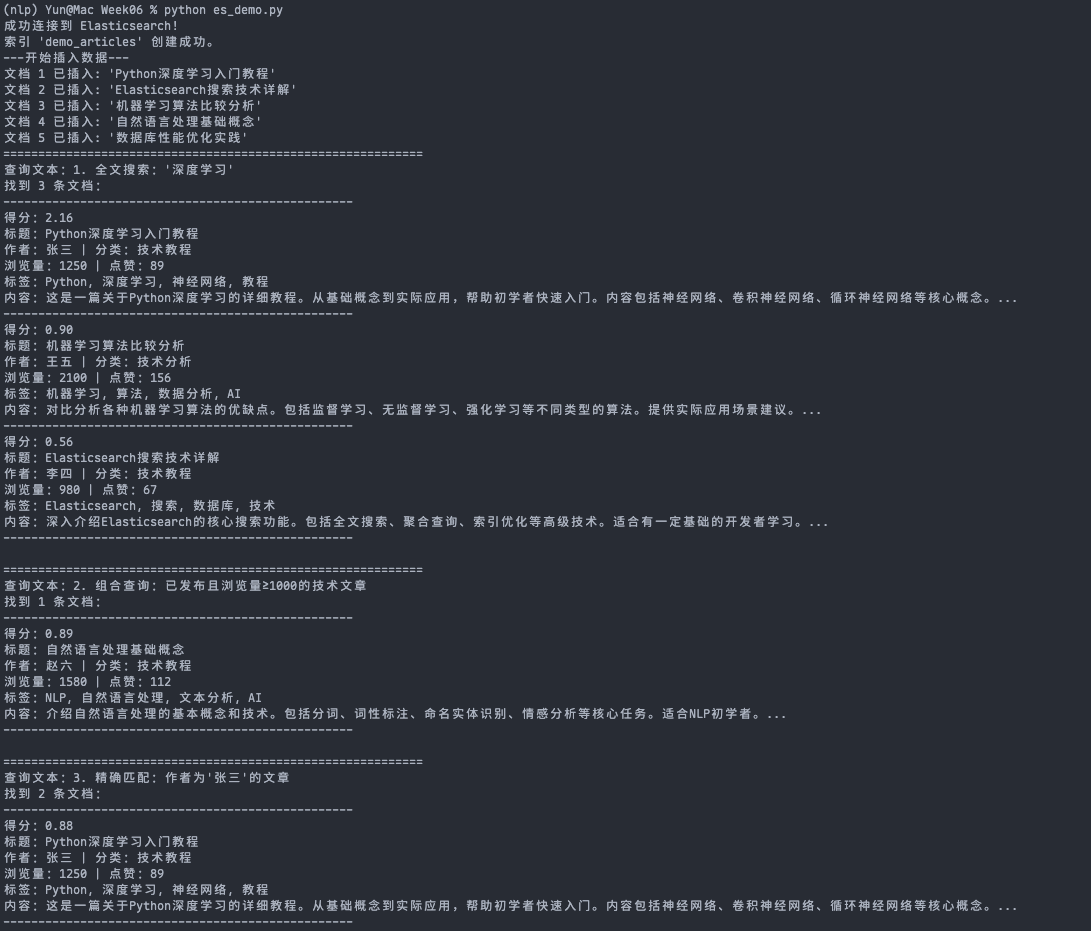 (nlp) Yun@Mac Week06 % python es_demo.py
成功连接到 Elasticsearch!
索引 'demo_articles' 创建成功。
---开始插入数据---
文档 1 已插入: 'Python深度学习入门教程'
文档 2 已插入: 'Elasticsearch搜索技术详解'
文档 3 已插入: '机器学习算法比较分析'
文档 4 已插入: '自然语言处理基础概念'
文档 5 已插入: '数据库性能优化实践'
============================================================
查询文本: 1. 全文搜索: '深度学习'
找到 3 条文档:
--------------------------------------------------
得分: 2.16
标题: Python深度学习入门教程
作者: 张三 | 分类: 技术教程
浏览量: 1250 | 点赞: 89
标签: Python, 深度学习, 神经网络, 教程
内容: 这是一篇关于Python深度学习的详细教程。从基础概念到实际应用，帮助初学者快速入门。内容包括神经网络、卷积神经网络、循环神经网络等核心概念。...
--------------------------------------------------
得分: 0.90
标题: 机器学习算法比较分析
作者: 王五 | 分类: 技术分析
浏览量: 2100 | 点赞: 156
标签: 机器学习, 算法, 数据分析, AI
内容: 对比分析各种机器学习算法的优缺点。包括监督学习、无监督学习、强化学习等不同类型的算法。提供实际应用场景建议。...
--------------------------------------------------
得分: 0.56
标题: Elasticsearch搜索技术详解
作者: 李四 | 分类: 技术教程
浏览量: 980 | 点赞: 67
标签: Elasticsearch, 搜索, 数据库, 技术
内容: 深入介绍Elasticsearch的核心搜索功能。包括全文搜索、聚合查询、索引优化等高级技术。适合有一定基础的开发者学习。...
--------------------------------------------------
============================================================
查询文本: 2. 组合查询: 已发布且浏览量≥1000的技术文章
找到 1 条文档:
--------------------------------------------------
得分: 0.89
标题: 自然语言处理基础概念
作者: 赵六 | 分类: 技术教程
浏览量: 1580 | 点赞: 112
标签: NLP, 自然语言处理, 文本分析, AI
内容: 介绍自然语言处理的基本概念和技术。包括分词、词性标注、命名实体识别、情感分析等核心任务。适合NLP初学者。...
--------------------------------------------------
============================================================
查询文本: 3. 精确匹配: 作者为'张三'的文章
找到 2 条文档:
--------------------------------------------------
得分: 0.88
标题: Python深度学习入门教程
作者: 张三 | 分类: 技术教程
浏览量: 1250 | 点赞: 89
标签: Python, 深度学习, 神经网络, 教程
内容: 这是一篇关于Python深度学习的详细教程。从基础概念到实际应用，帮助初学者快速入门。内容包括神经网络、卷积神经网络、循环神经网络等核心概念。...
--------------------------------------------------